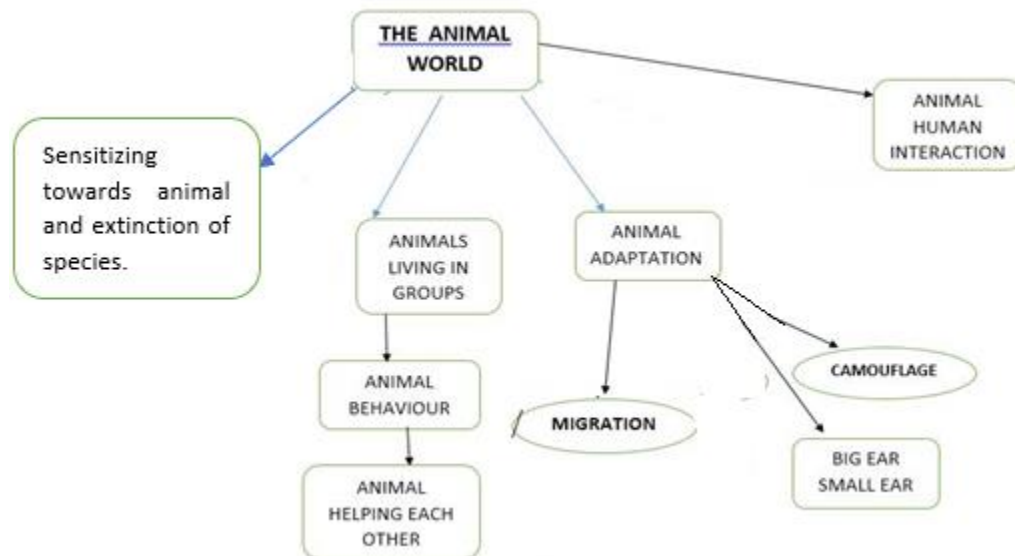 THE ANIMAL
WORLD
ANIMAL
HUMAN
INTERACTION
Sensitizing
towards animal
and extinction of
species.
ANIMALS
LIVING IN
GROUPS
ANIMAL
ADAPTATION
ANIMAL
BEHAVIOUR
CAMOUFLAGE
MIGRATION
BIG EAR
SMALL EAR
ANIMAL
HELPING EACH
OTHER